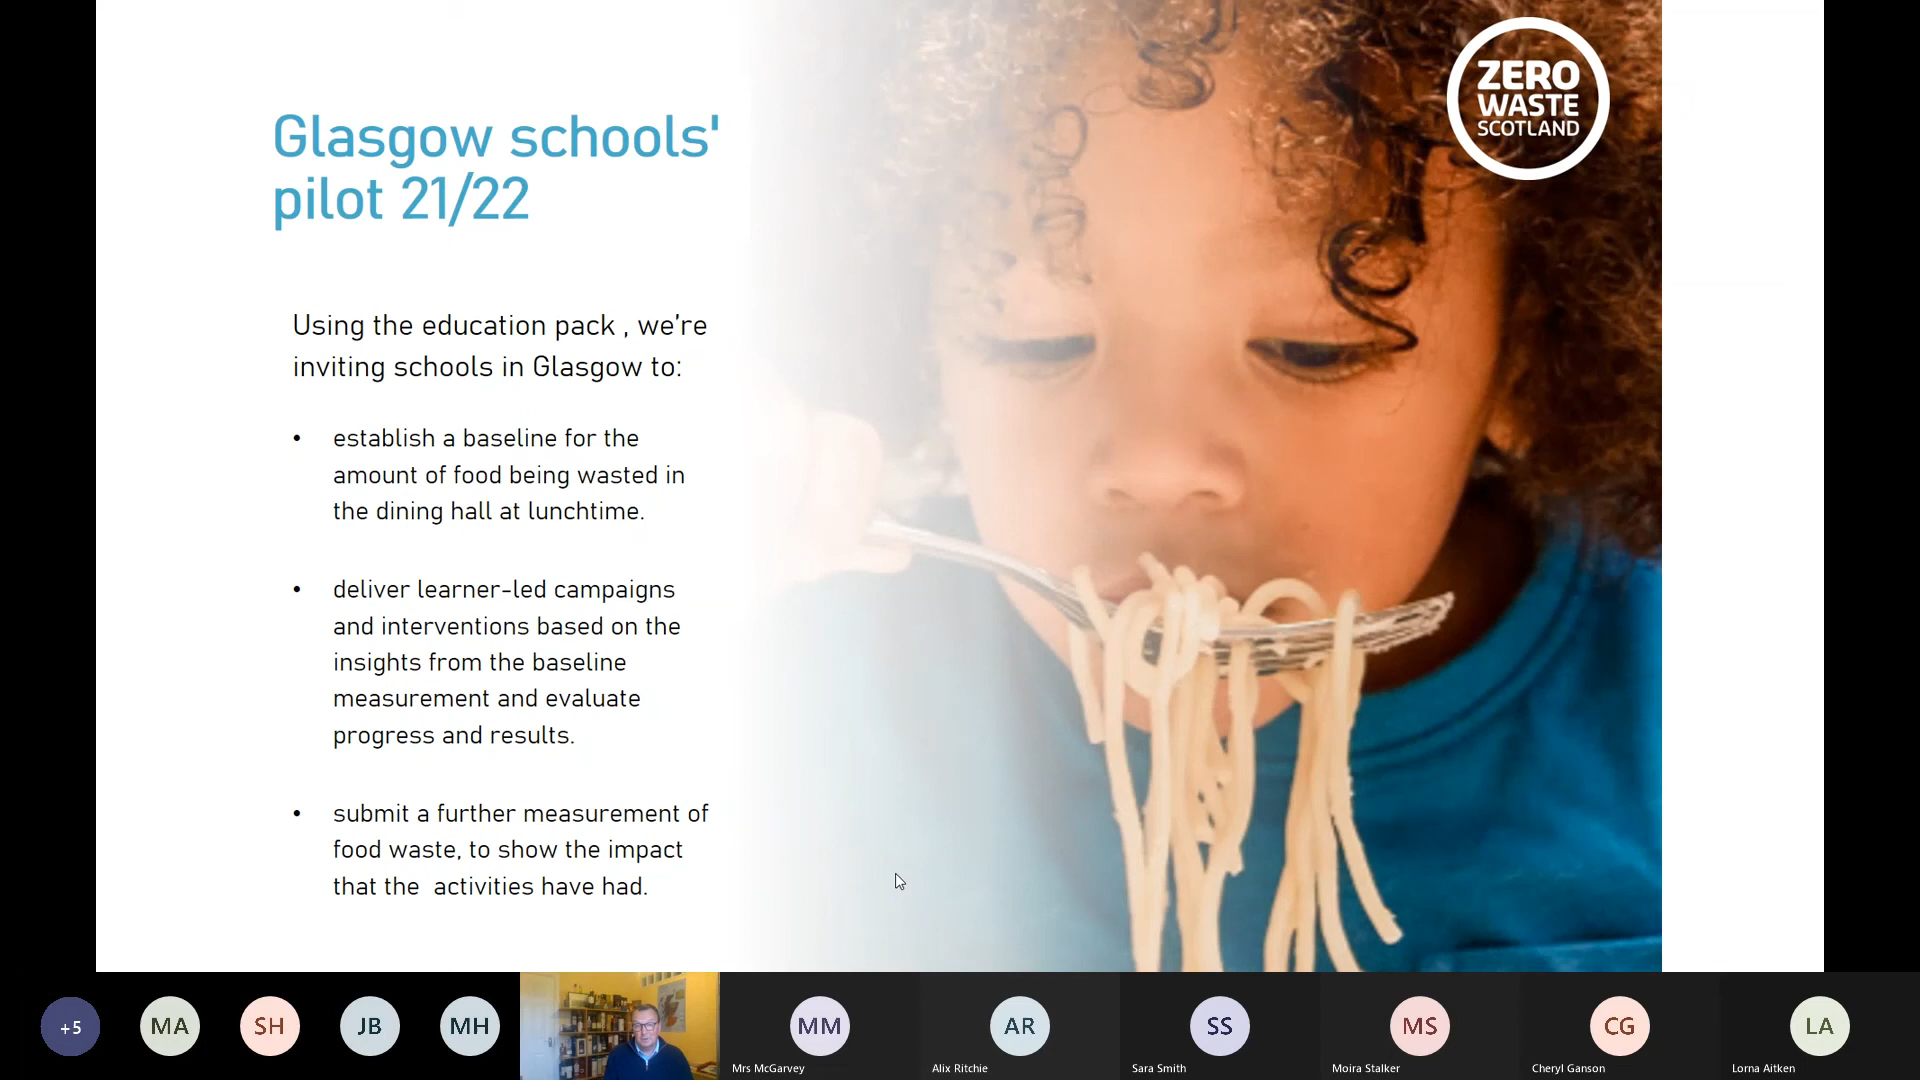 ZERO
WASTE
SCOTLAND
Glasgow schools'
pilot 21/22
Using the education pack , we're
inviting schools in Glasgow to:
• establish a baseline for the
amount of food being wasted in
the dining hall at lunchtime.
• deliver learner-led campaigns
and interventions based on the
insights from the baseline
measurement and evaluate
progress and results.
• submit a further measurement of
food waste, to show the impact
that the  activities have had.
+5
MA
SH
JB
MH
MM
Mrs McGarvey
AR
Alix Ritchie
SS
Sara Smith
MS
Moira Stalker
CG
Cheryl Ganson
LA
Lorna Aitken